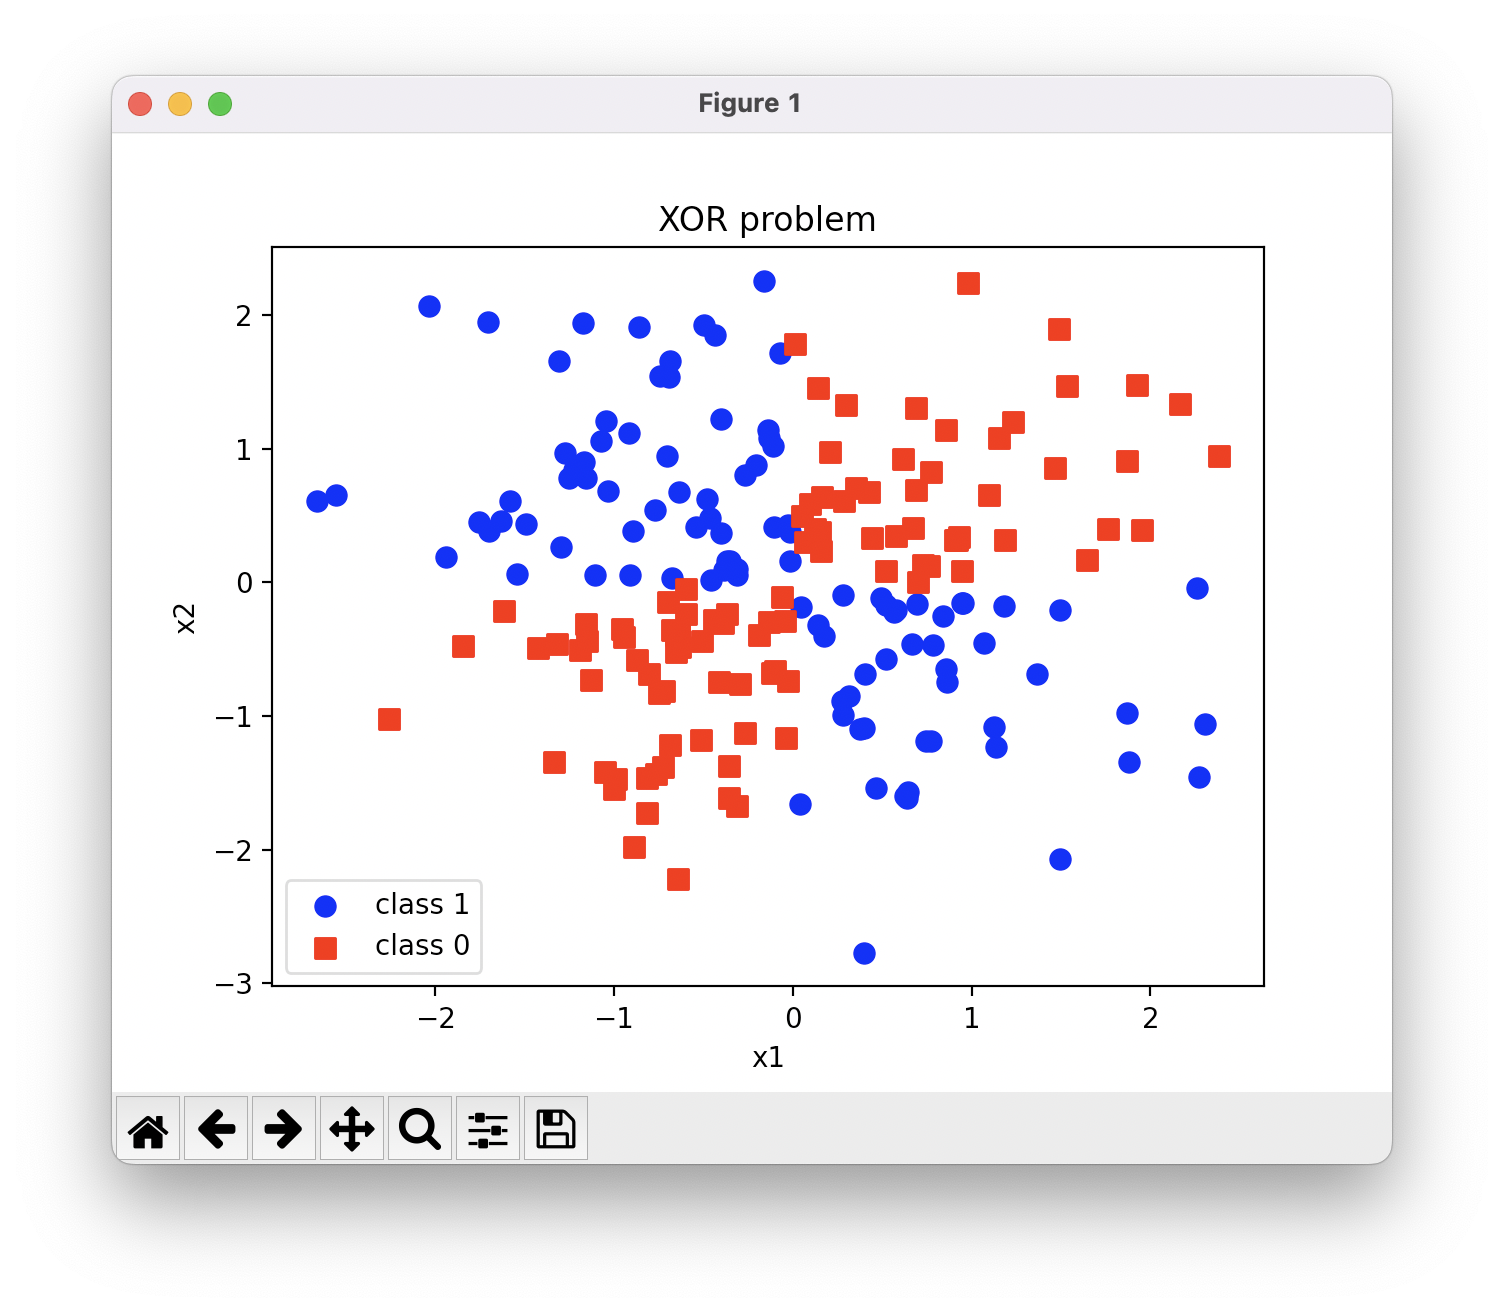 Figure 1
XOR problem
2
1
0
−1
−2
−3
x2
class 1
class 0
−2 −1 0 1 2
x1